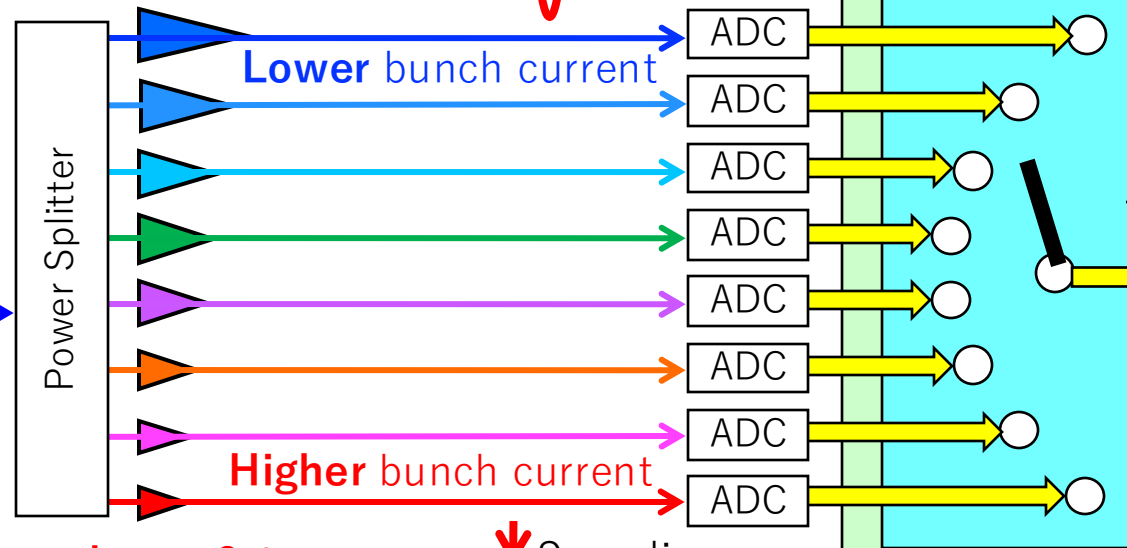 ADC
Lower bunch current
ADC
ADC
Power Splitter
ADC
ADC
ADC
ADC
Higher bunch current
ADC